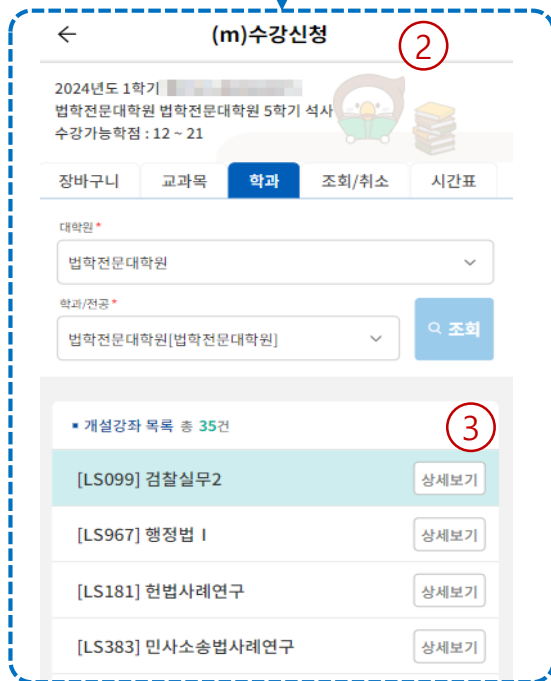 (m)수강신청
2
2024년도 1학기
법학전문대학원 법학전문대학원 5학기 석사
수강가능학점 : 12 ~ 21
장바구니 교과목 학과 조회/취소 시간표
대학원 *
법학전문대학원
학과/전공 *
법학전문대학원[법학전문대학원]
조회
개설강좌 목록 총 35건
3
[LS099] 검찰실무2 상세보기
[LS967] 행정법 Ⅰ 상세보기
[LS181] 헌법사례연구 상세보기
[LS383] 민사소송법사례연구 상세보기